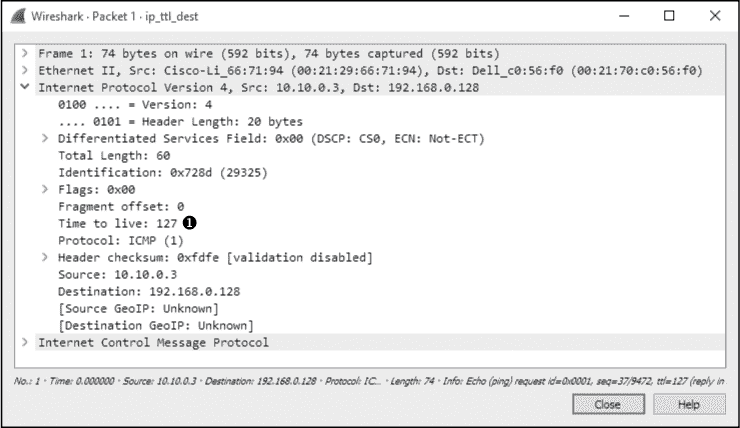 Wireshark · Packet 1 · ip_ttl_dest
Frame 1: 74 bytes on wire (592 bits), 74 bytes captured (592 bits)
Ethernet II, Src: Cisco-Li_66:71:94 (00:21:29:66:71:94), Dst: Dell_c0:56:f0 (00:21:70:c0:56:f0)
Internet Protocol Version 4, Src: 10.10.0.3, Dst: 192.168.0.128
0100 .... = Version: 4
.... 0101 = Header Length: 20 bytes
Differentiated Services Field: 0x00 (DSCP: CS0, ECN: Not-ECT)
Total Length: 60
Identification: 0x728d (29325)
Flags: 0x00
Fragment offset: 0
Time to live: 127 ❶
Protocol: ICMP (1)
Header checksum: 0xfdfe [validation disabled]
Source: 10.10.0.3
Destination: 192.168.0.128
[Source GeoIP: Unknown]
[Destination GeoIP: Unknown]
Internet Control Message Protocol
No.: 1 · Time: 0.000000 · Source: 10.10.0.3 · Destination: 192.168.0.128 · Protocol: IC... · Length: 74 · Info: Echo (ping) request id=0x0001, seq=37/9472, ttl=127 (reply in
Close Help